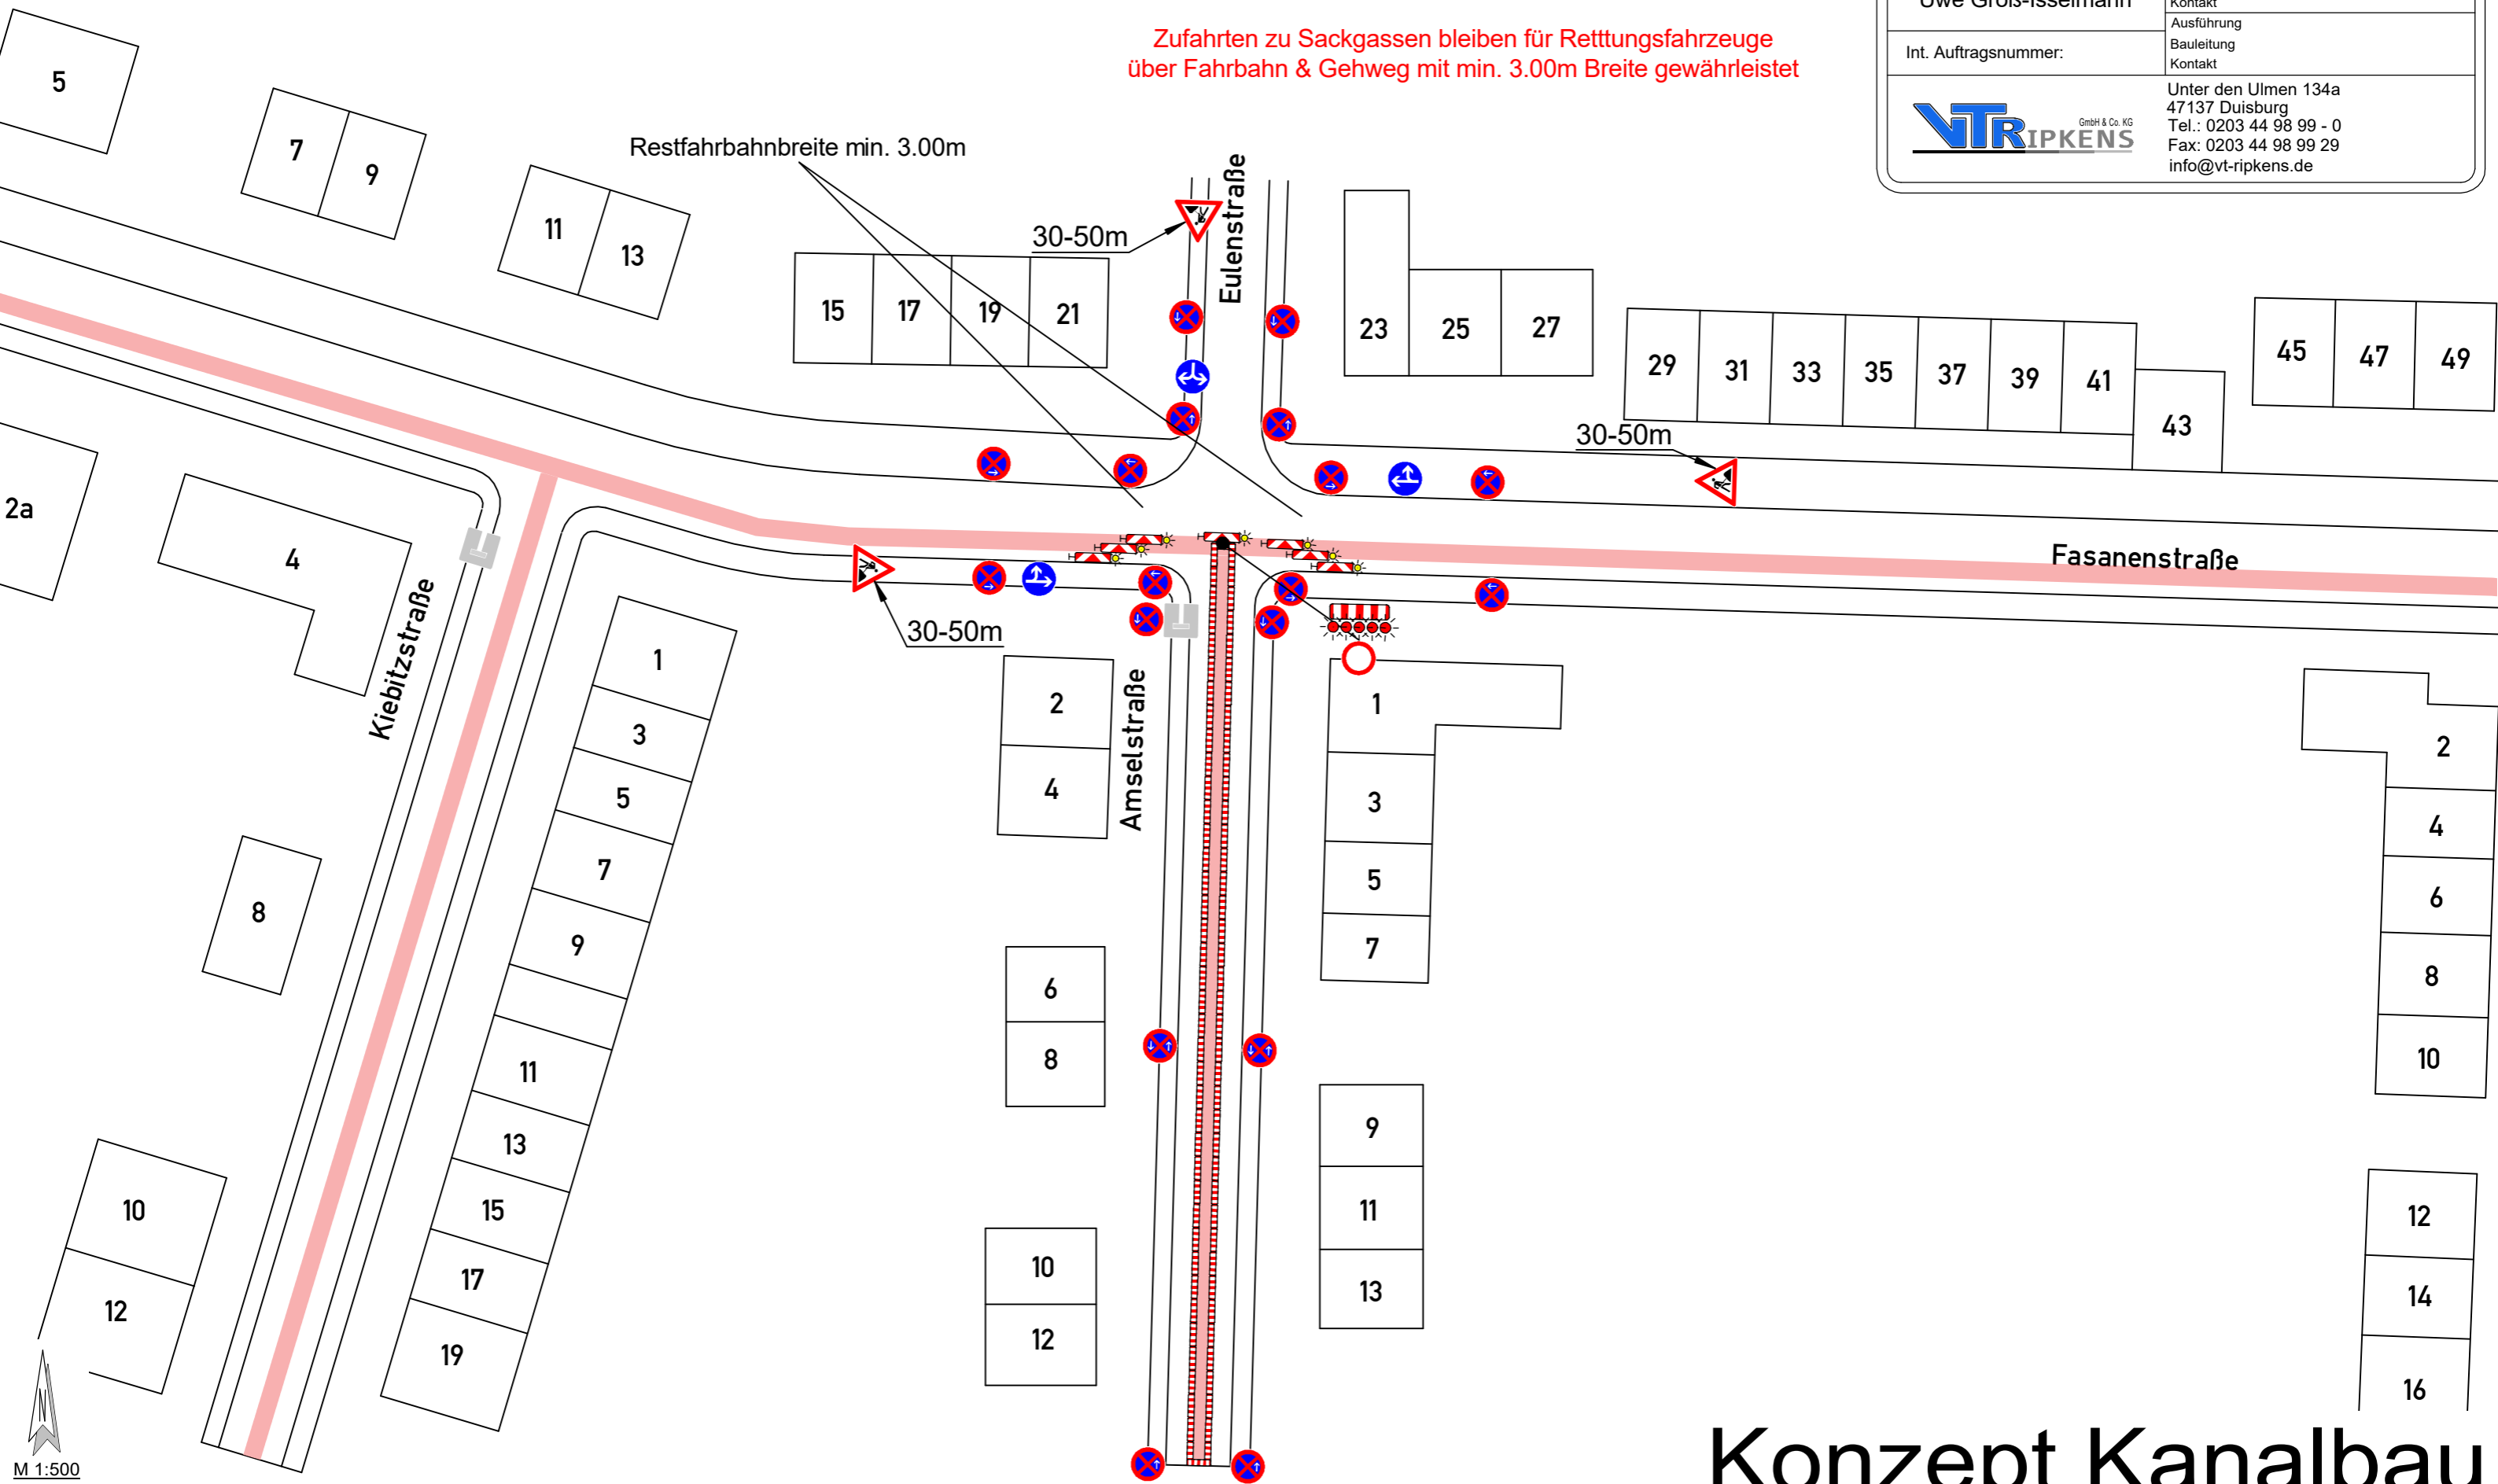 Zufahrten zu Sackgassen bleiben für Retttungsfahrzeuge
über Fahrbahn & Gehweg mit min. 3.00m Breite gewährleistet
Uwe Groß-Isselmann
Kontakt
Ausführung
Bauleitung
Kontakt
Int. Auftragsnummer:
VTRIPKENS
GmbH & Co. KG
Unter den Ulmen 134a
47137 Duisburg
Tel.: 0203 44 98 99 - 0
Fax: 0203 44 98 99 29
info@vt-ripkens.de
Restfahrbahnbreite min. 3.00m
30-50m
Eulenstraße
5
7
9
11
13
15
17
19
21
23
25
27
29
31
33
35
37
39
41
43
45
47
49
30-50m
Fasanenstraße
2a
4
Kiebitzstraße
8
10
12
1
3
5
7
9
11
13
15
17
19
30-50m
Amselstraße
2
4
6
8
10
12
1
3
5
7
9
11
13
2
4
6
8
10
12
14
16
N
M 1:500
Konzept Kanalbau